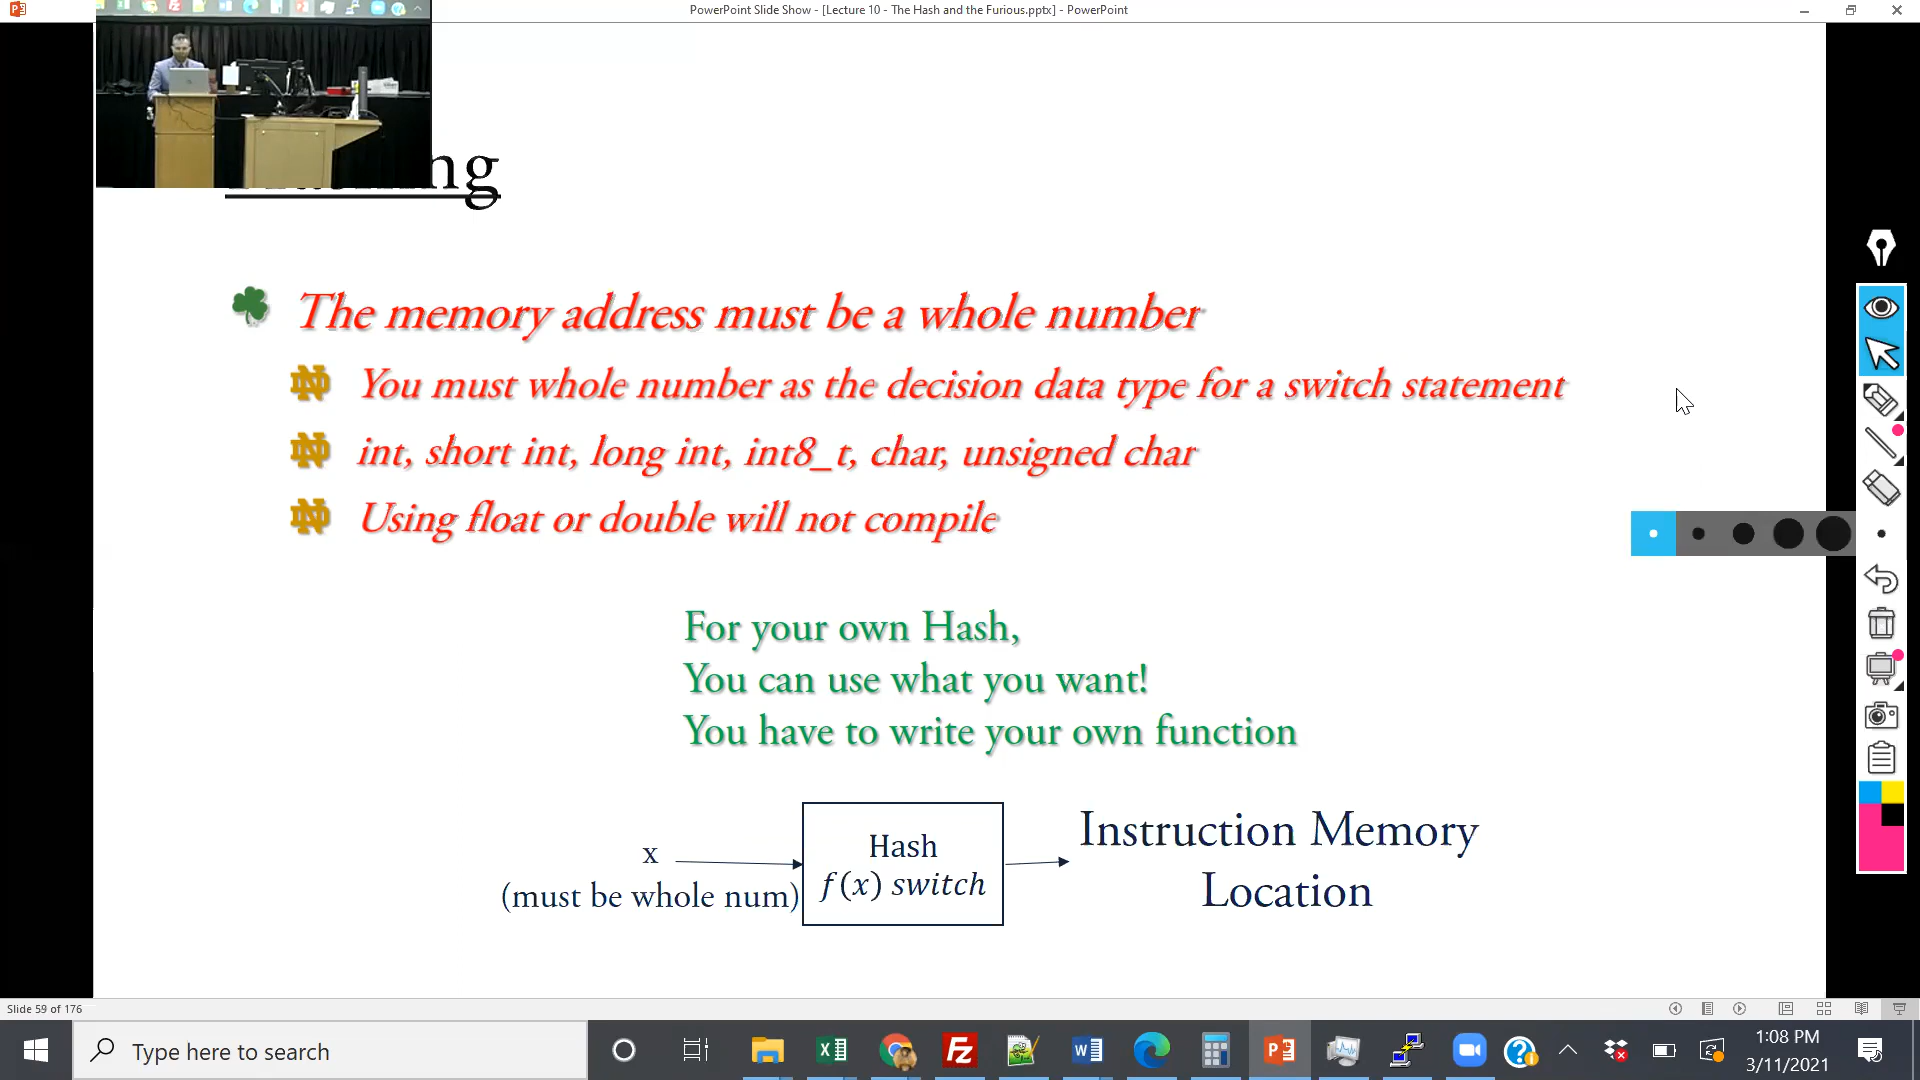 PowerPoint Slide Show - [Lecture 10 - The Hash and the Furious.pptx] - PowerPoint
The memory address must be a whole number
You must whole number as the decision data type for a switch statement
int, short int, long int, int8_t, char, unsigned char
Using float or double will not compile
For your own Hash,
You can use what you want!
You have to write your own function
x
(must be whole num)
Hash
f(x) switch
Instruction Memory
Location
Slide 59 of 176
Type here to search
1:08 PM
3/11/2021